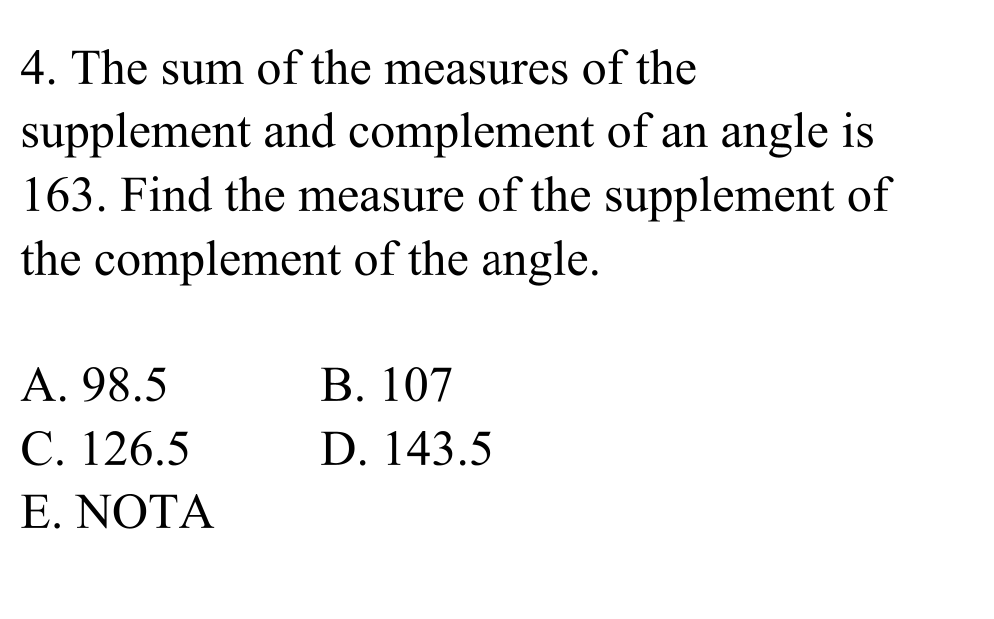 4. The sum of the measures of the
supplement and complement of an angle is
163. Find the measure of the supplement of
the complement of the angle.
A. 98.5 B. 107
C. 126.5 D. 143.5
E. NOTA